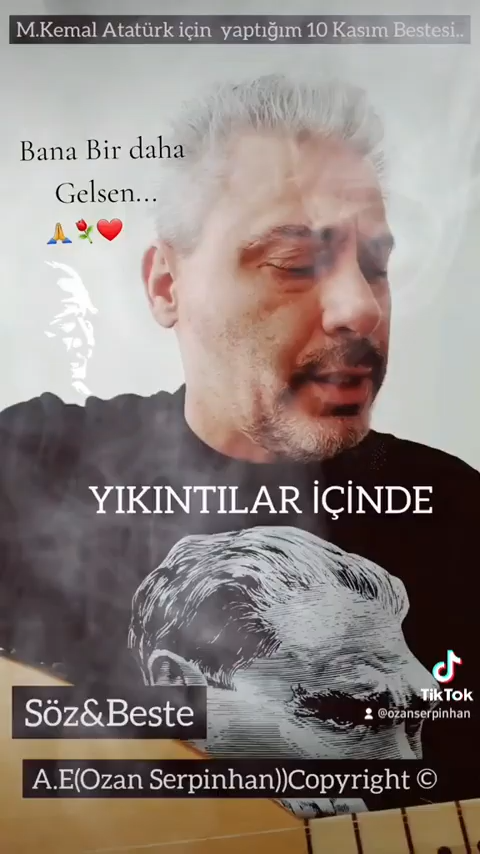 M.Kemal Atatürk için yaptığım 10 Kasım Bestesi..
Bana Bir daha
Gelsen...
🙏🌹❤️
YIKINTILAR İÇİNDE
TikTok
@ozanserpinhan
Söz&Beste
A.E(Ozan Serpinhan))Copyright ©